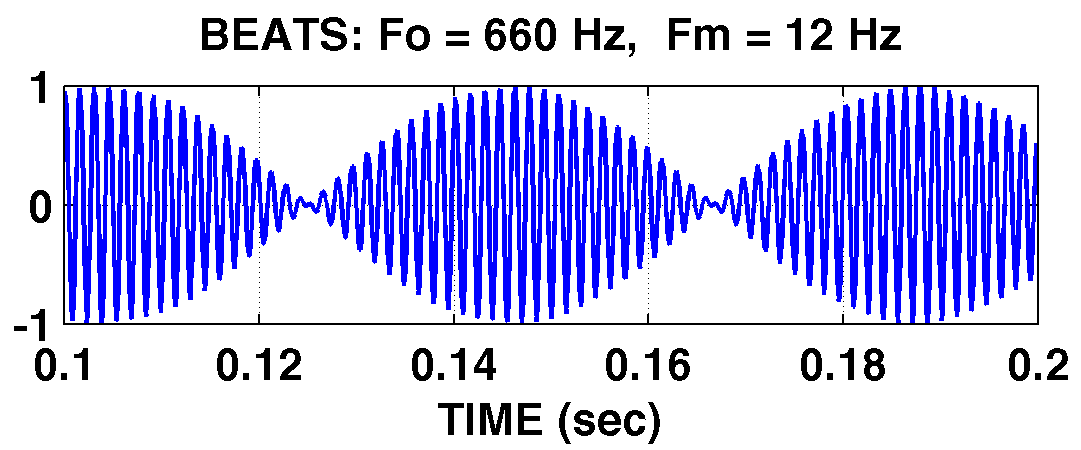 BEATS: Fo = 660 Hz,  Fm = 12 Hz
1
0
-1
0.1 0.12 0.14 0.16 0.18 0.2
TIME (sec)